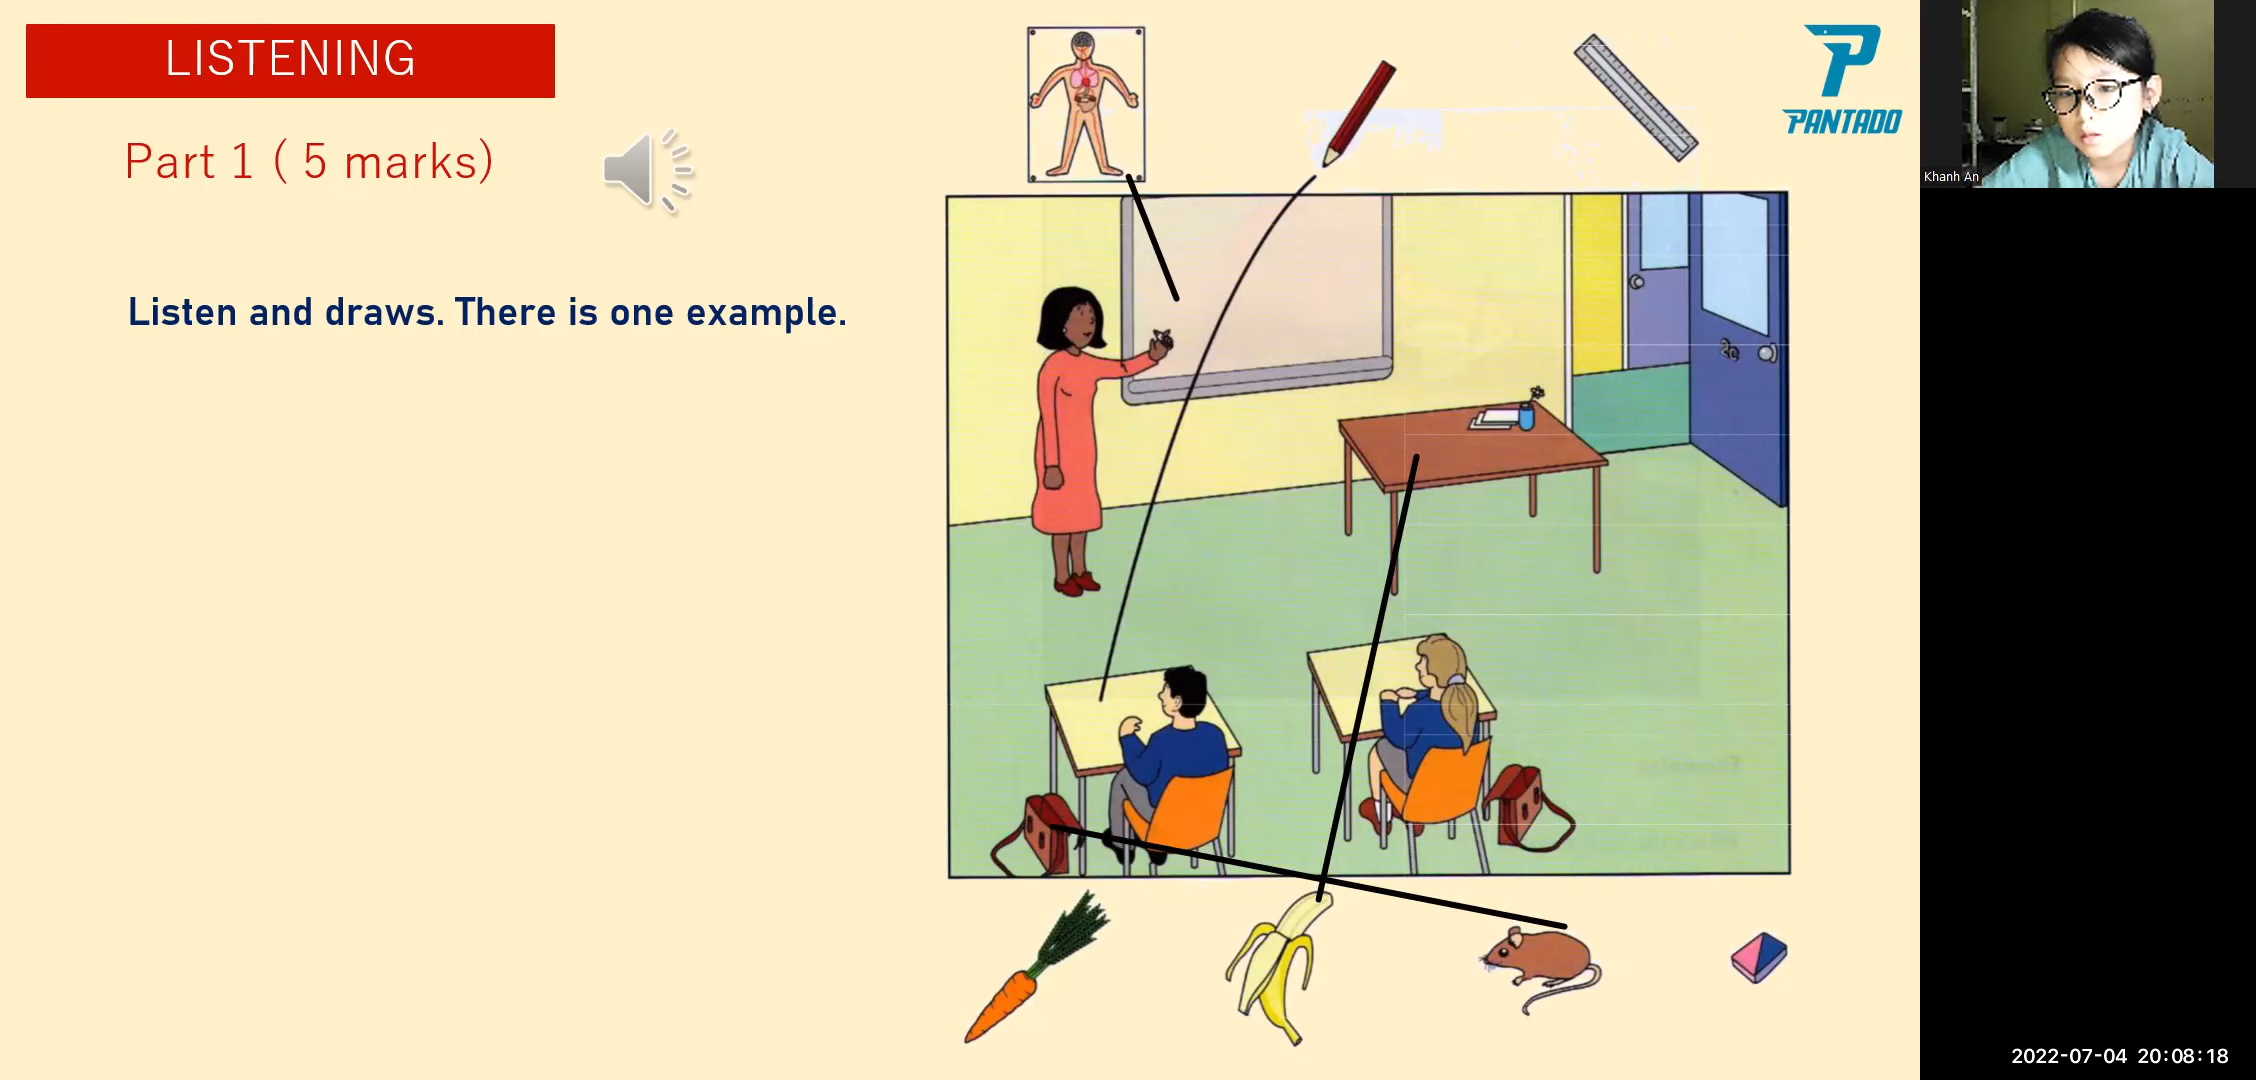 LISTENING
Part 1 ( 5 marks)
Listen and draws. There is one example.
PANTADO
Khanh An
2c
2022-07-04 20:08:18